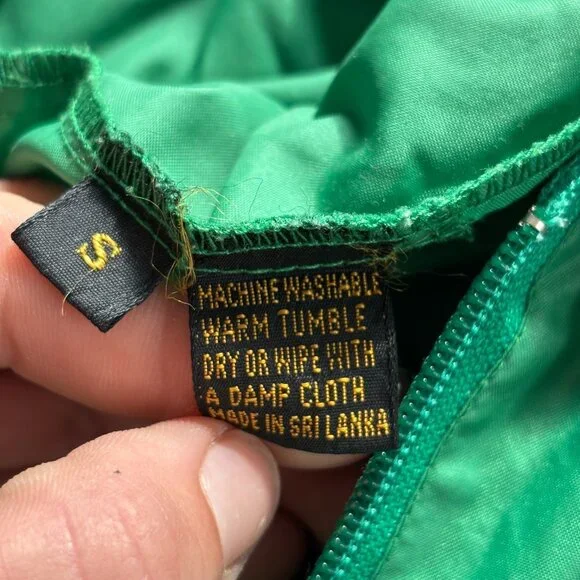 S
MACHINE WASHABLE
WARM TUMBLE
DRY OR WIPE WITH
A DAMP CLOTH
MADE IN SRI LANKA